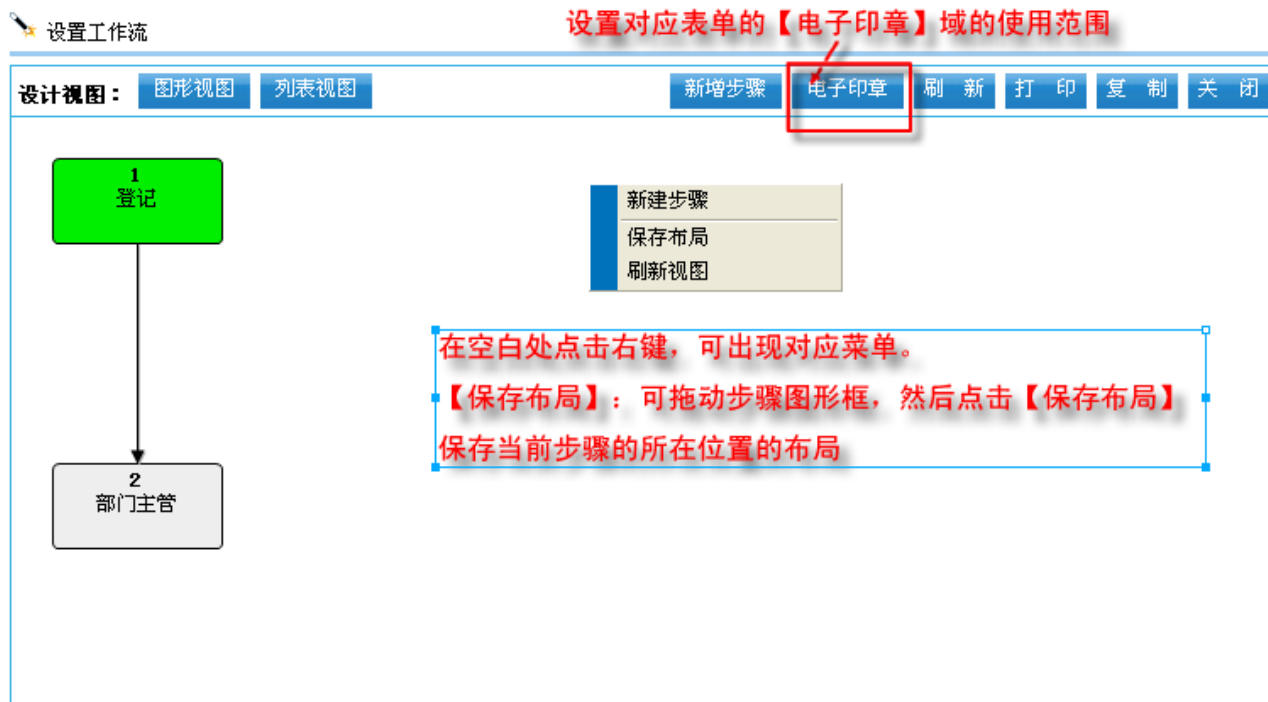 设置工作流
设置对应表单的【电子印章】域的使用范围
设计视图： 图形视图 列表视图 新增步骤 电子印章 刷 新 打 印 复 制 关 闭
1
登记
新建步骤
保存布局
刷新视图
在空白处点击右键，可出现对应菜单。
【保存布局】：可拖动步骤图形框，然后点击【保存布局】
保存当前步骤的所在位置的布局
2
部门主管